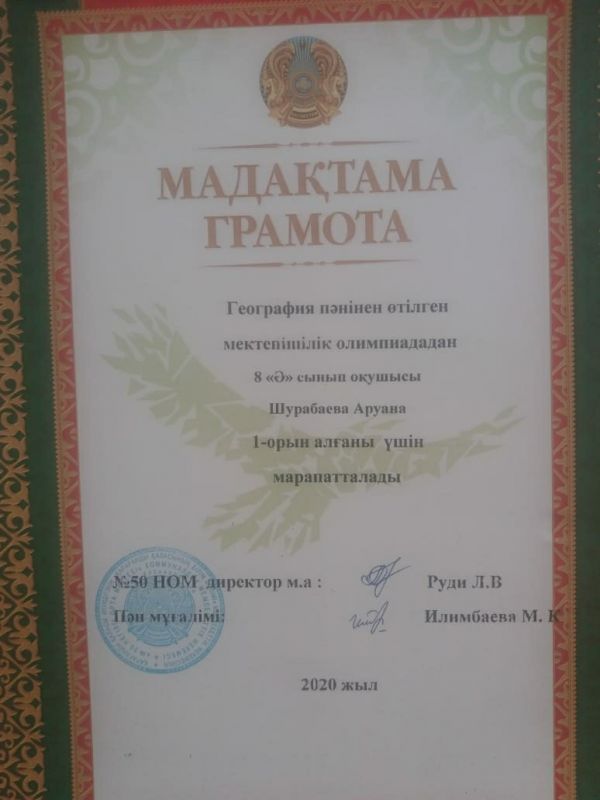 МАДАҚТАМА
ГРАМОТА
География пәнінен өтілген
мектепішілік олимпиададан
8 «Ә» сынып оқушысы
Шурабаева Аруана
1-орын алғаны үшін
марапатталады
№50 НОМ директор м.а : Руди Л.В
Пән мұғалімі: Илимбаева М. К
2020 жыл